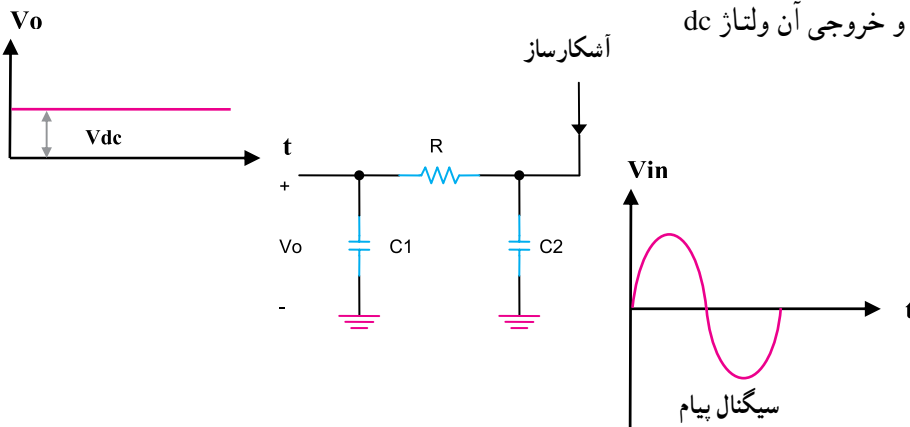 و خروجی آن ولتاژ dc
Vo
آشکارساز
Vdc
t
R
Vin
+
Vo
C1
C2
-
t
سیگنال پیام